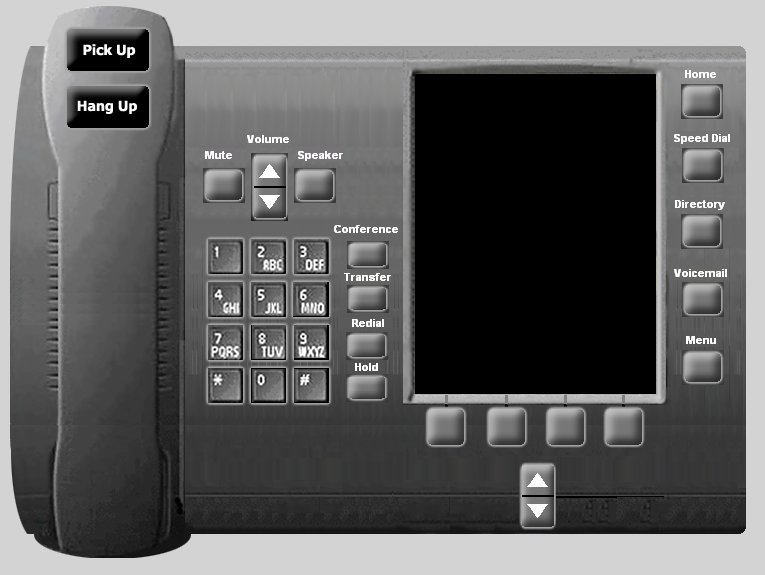 Pick Up
Hang Up
Volume
Mute
Speaker
Conference
Transfer
Redial
Hold
1
2 ABC
3 DEF
4 GHI
5 JKL
6 MNO
7 PQRS
8 TUV
9 WXYZ
*
0
#
Home
Speed Dial
Directory
Voicemail
Menu